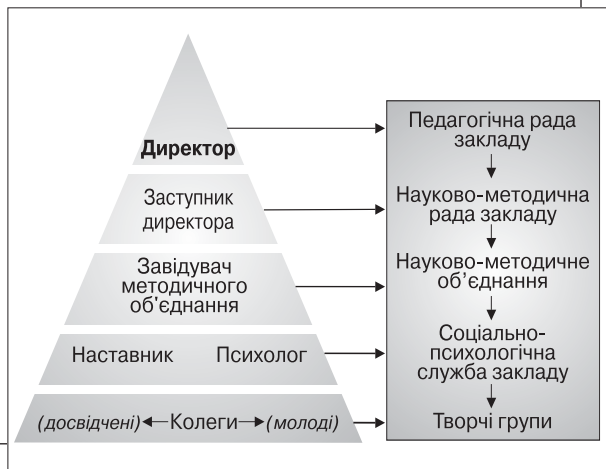 Директор
Педагогічна рада
закладу
Заступник
директора
Науково-методична
рада закладу
Завідувач
методичного
об'єднання
Науково-методичне
об’єднання
Наставник Психолог
Соціально-
психологічна
служба закладу
(досвідчені) Колеги (молоді)
Творчі групи